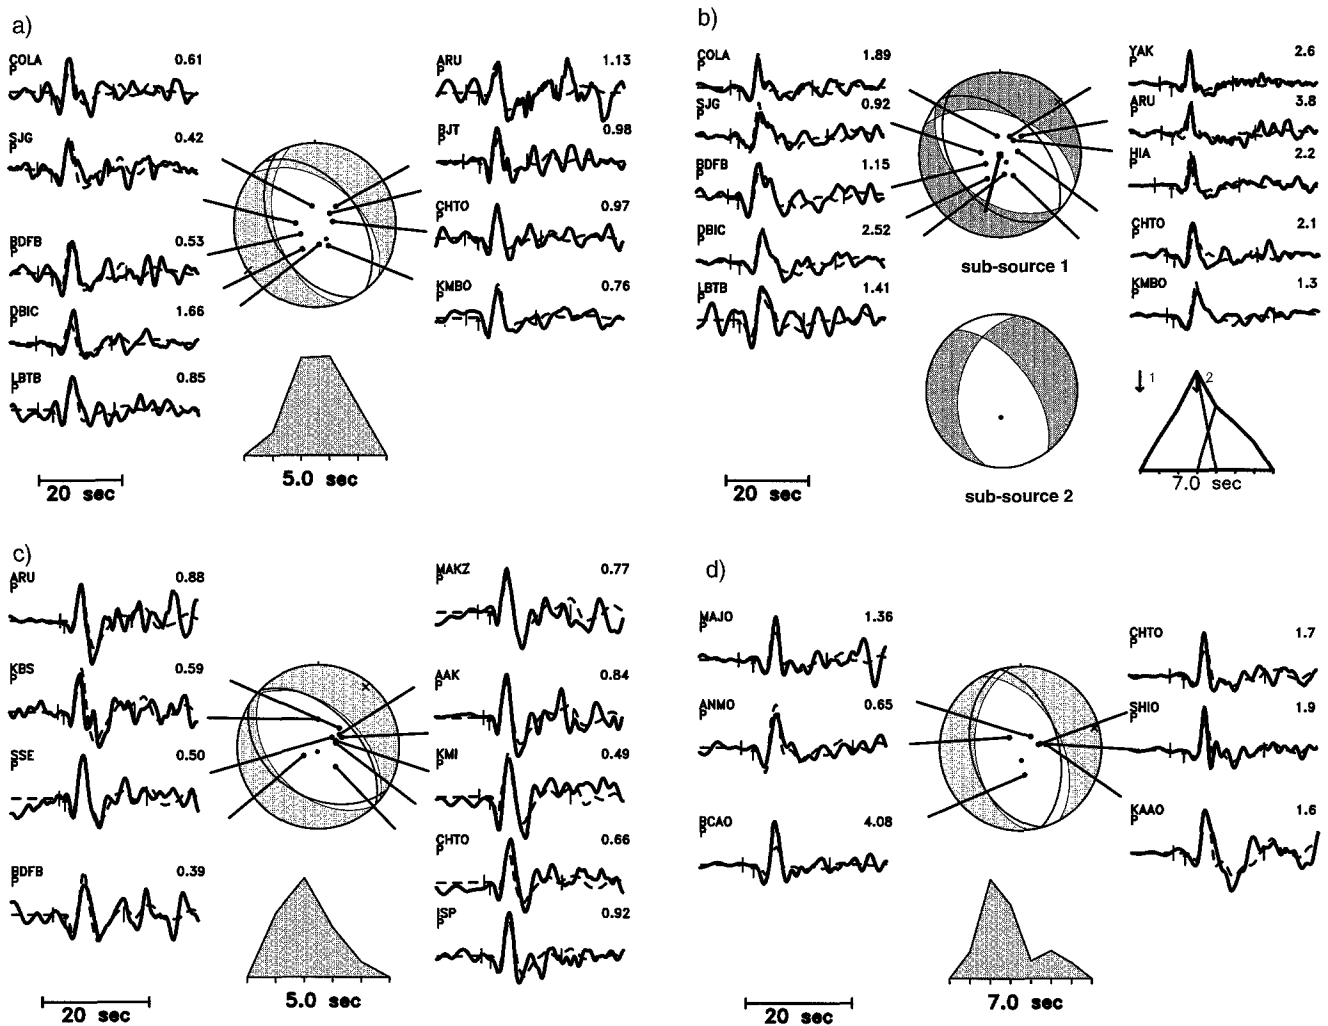 a)
COLA
P
0.61
SJG
P
0.42
BDFB
P
0.53
DBIC
P
1.66
LBTB
P
0.85
20 sec
ARU
P
1.13
BJT
P
0.98
CHTO
P
0.97
KMBO
P
0.76
5.0 sec
b)
COLA
P
1.89
SJG
P
0.92
BDFB
P
1.15
DBIC
P
2.52
LBTB
P
1.41
20 sec
sub-source 1
sub-source 2
YAK
P
2.6
ARU
P
3.8
HIA
P
2.2
CHTO
P
2.1
KMBO
P
1.3
1
2
7.0 sec
c)
ARU
P
0.88
KBS
P
0.59
SSE
P
0.50
BDFB
P
0.39
20 sec
MAKZ
P
0.77
AAK
P
0.84
KMI
P
0.49
CHTO
P
0.66
ISP
P
0.92
5.0 sec
d)
MAJO
P
1.36
ANMO
P
0.65
BCAO
P
4.08
20 sec
CHTO
P
1.7
SHIO
P
1.9
KAAO
P
1.6
7.0 sec